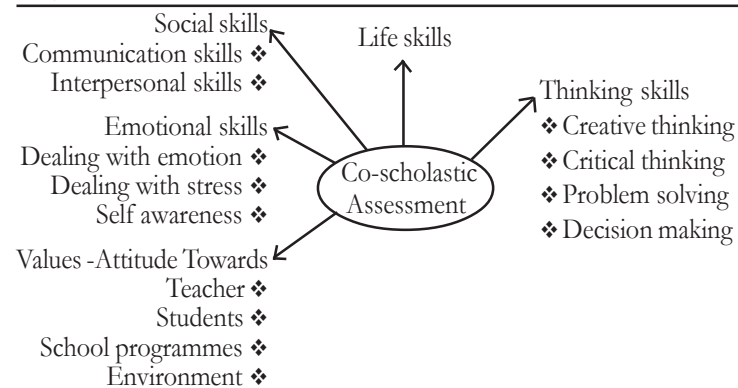 Social skills
Communication skills ❖
Interpersonal skills ❖
Life skills
Thinking skills
❖ Creative thinking
❖ Critical thinking
❖ Problem solving
❖ Decision making
Emotional skills
Dealing with emotion ❖
Dealing with stress ❖
Self awareness ❖
Co-scholastic
Assessment
Values -Attitude Towards
Teacher ❖
Students ❖
School programmes ❖
Environment ❖